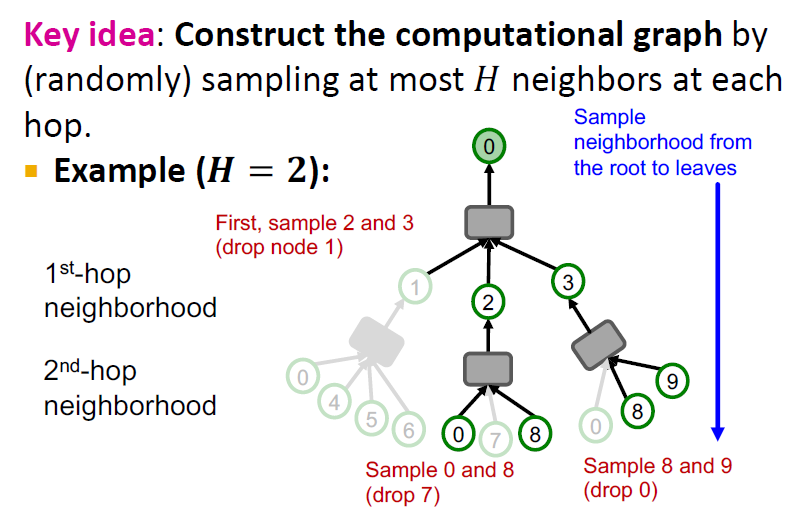 Key idea: Construct the computational graph by
(randomly) sampling at most H neighbors at each
hop.
Example (H = 2):
Sample
neighborhood from
the root to leaves
0
First, sample 2 and 3
(drop node 1)
1st-hop
neighborhood
1
2
3
2nd-hop
neighborhood
0
4
5
6
0
7
8
0
8
9
Sample 0 and 8
(drop 7)
Sample 8 and 9
(drop 0)